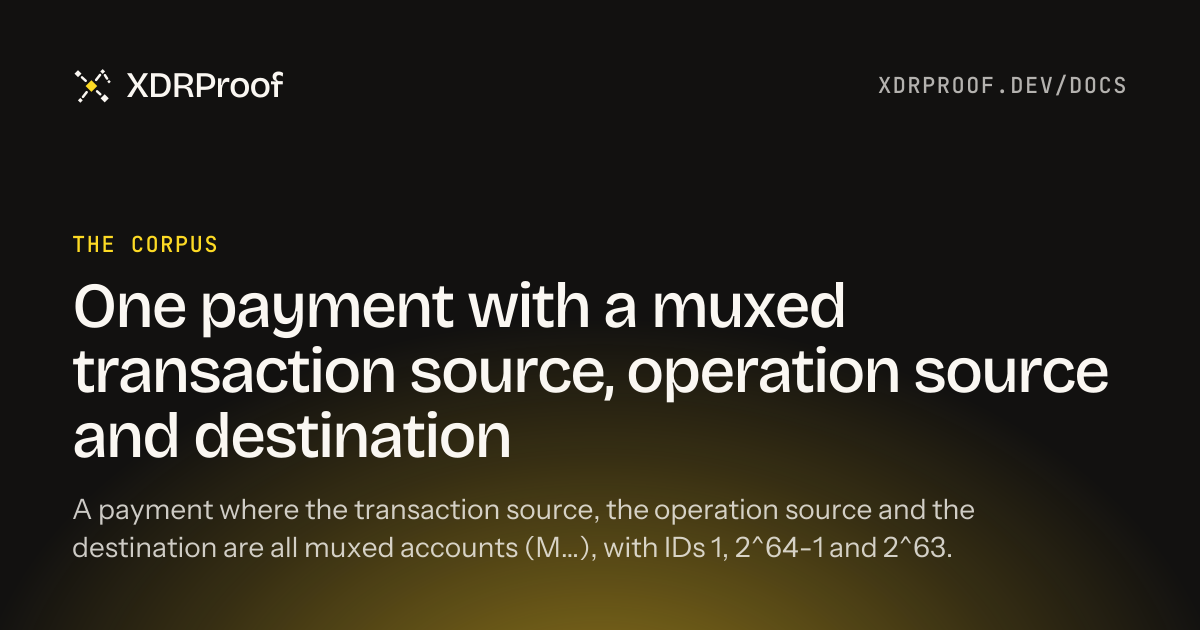 XDRProof
XDRPROOF.DEV/DOCS
THE CORPUS
One payment with a muxed
transaction source, operation source
and destination
A payment where the transaction source, the operation source and the
destination are all muxed accounts (M…), with IDs 1, 2^64-1 and 2^63.